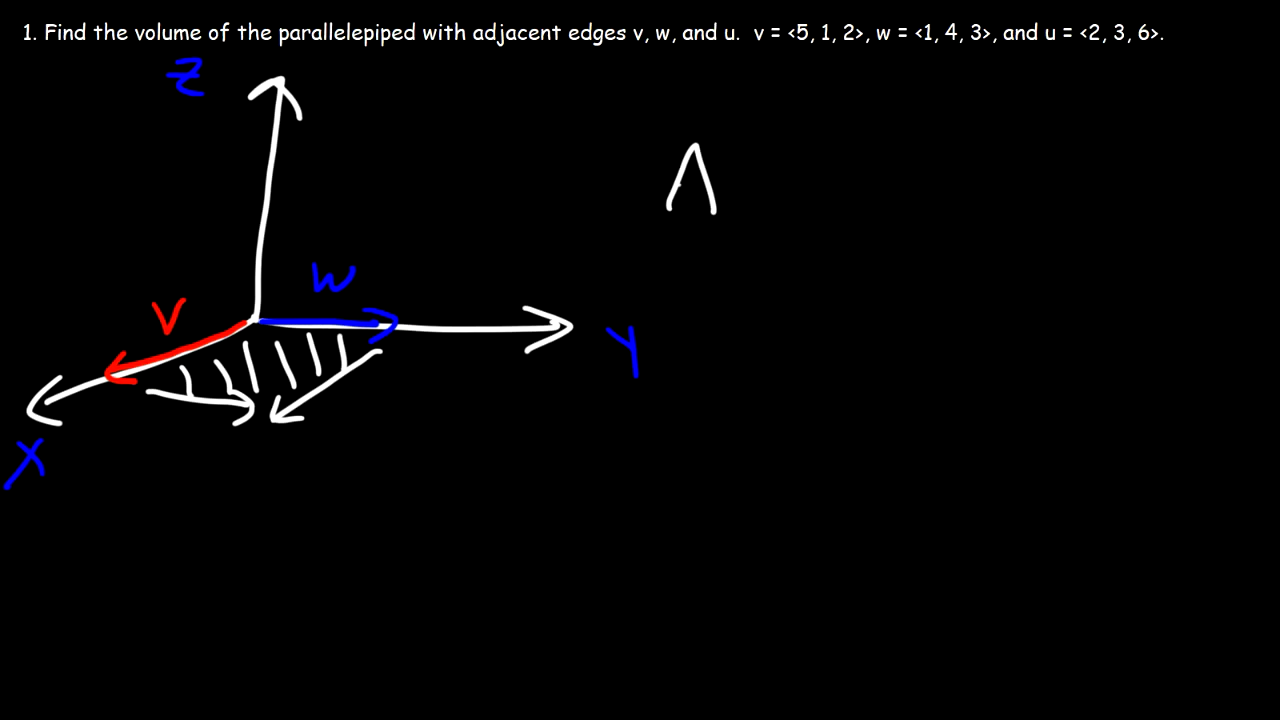 1. Find the volume of the parallelepiped with adjacent edges v, w, and u. v = <5, 1, 2>, w = <1, 4, 3>, and u = <2, 3, 6>.
z
w
v
y
x